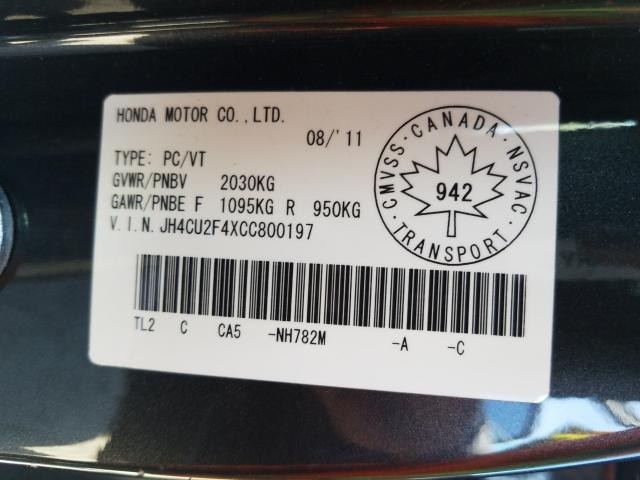 HONDA MOTOR CO.,LTD.
08/'11
TYPE: PC/VT
GVWR/PNBV 2030KG
GAWR/PNBE F 1095KG R 950KG
V.I.N. JH4CU2F4XCC800197
CMVSS · CANADA · NSVAC · TRANSPORT ·
942
TL2 C CA5 -NH782M -A -C